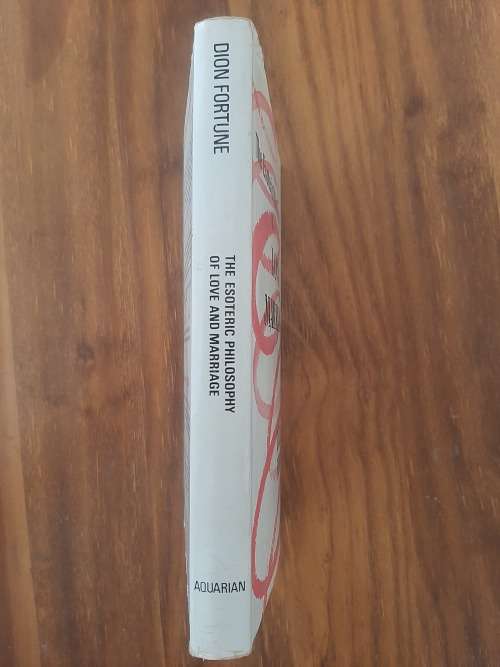 DION FORTUNE
THE ESOTERIC PHILOSOPHY
OF LOVE AND MARRIAGE
AQUARIAN